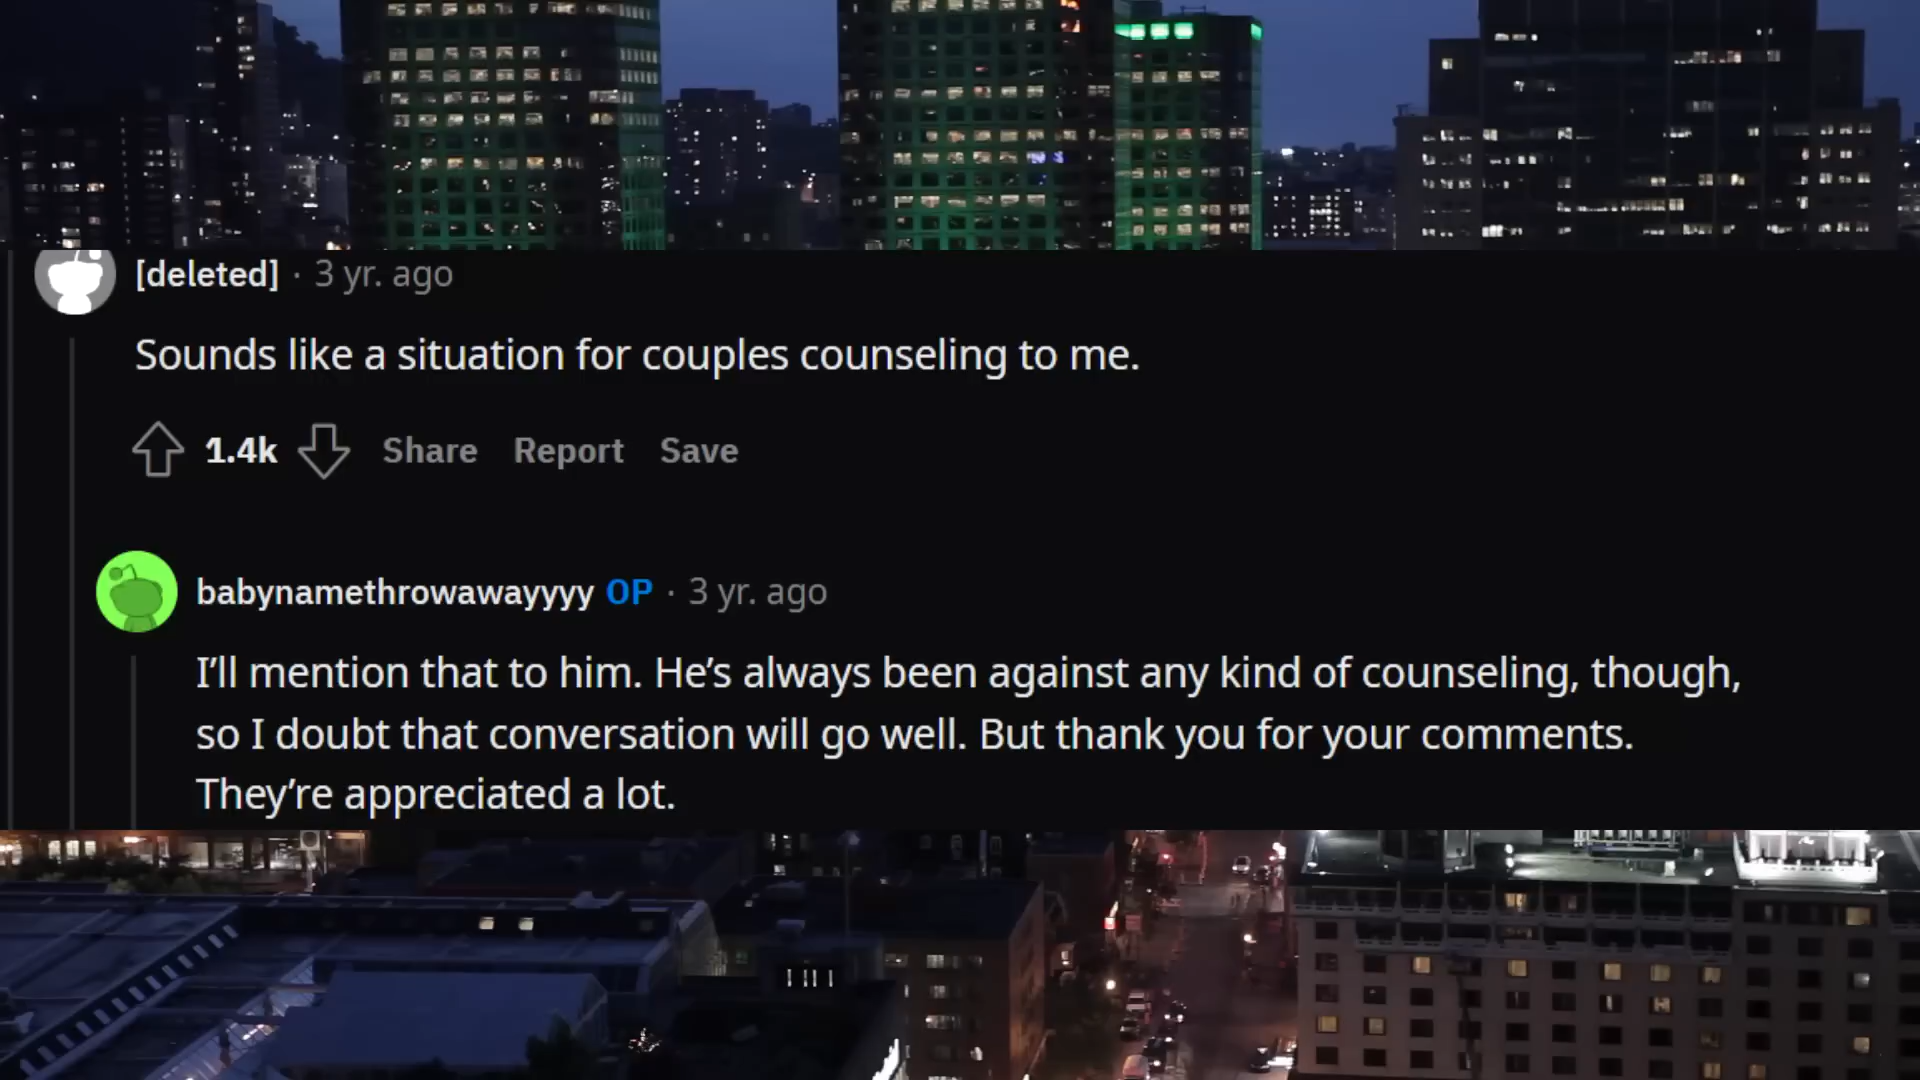 [deleted] · 3 yr. ago
Sounds like a situation for couples counseling to me.
1.4k Share Report Save
babynamethrowawayyyy OP · 3 yr. ago
I’ll mention that to him. He’s always been against any kind of counseling, though,
so I doubt that conversation will go well. But thank you for your comments.
They’re appreciated a lot.